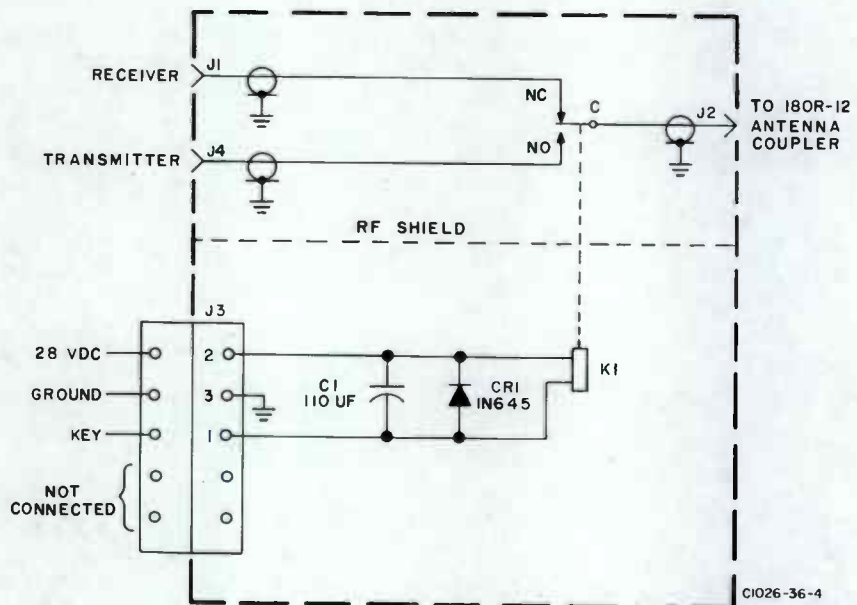 RECEIVER
J1
TRANSMITTER
J4
NC
NO
C
J2
TO 180R-12
ANTENNA
COUPLER
RF SHIELD
J3
28 VDC
2
GROUND
3
KEY
1
NOT
CONNECTED
C1
110 UF
CR1
1N645
K1
C1026-36-4